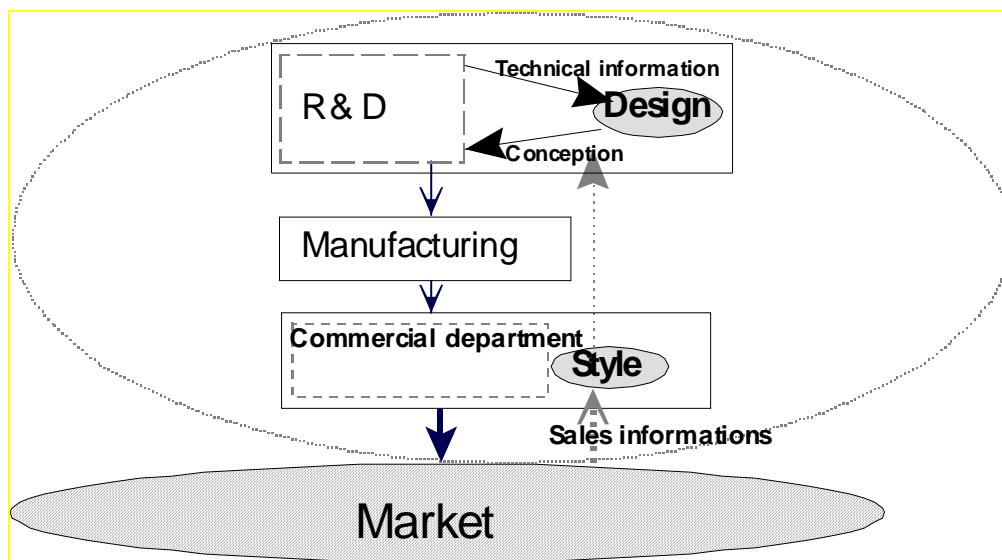 Technical information
R & D
Design
Conception
Manufacturing
Commercial department
Style
Sales informations
Market